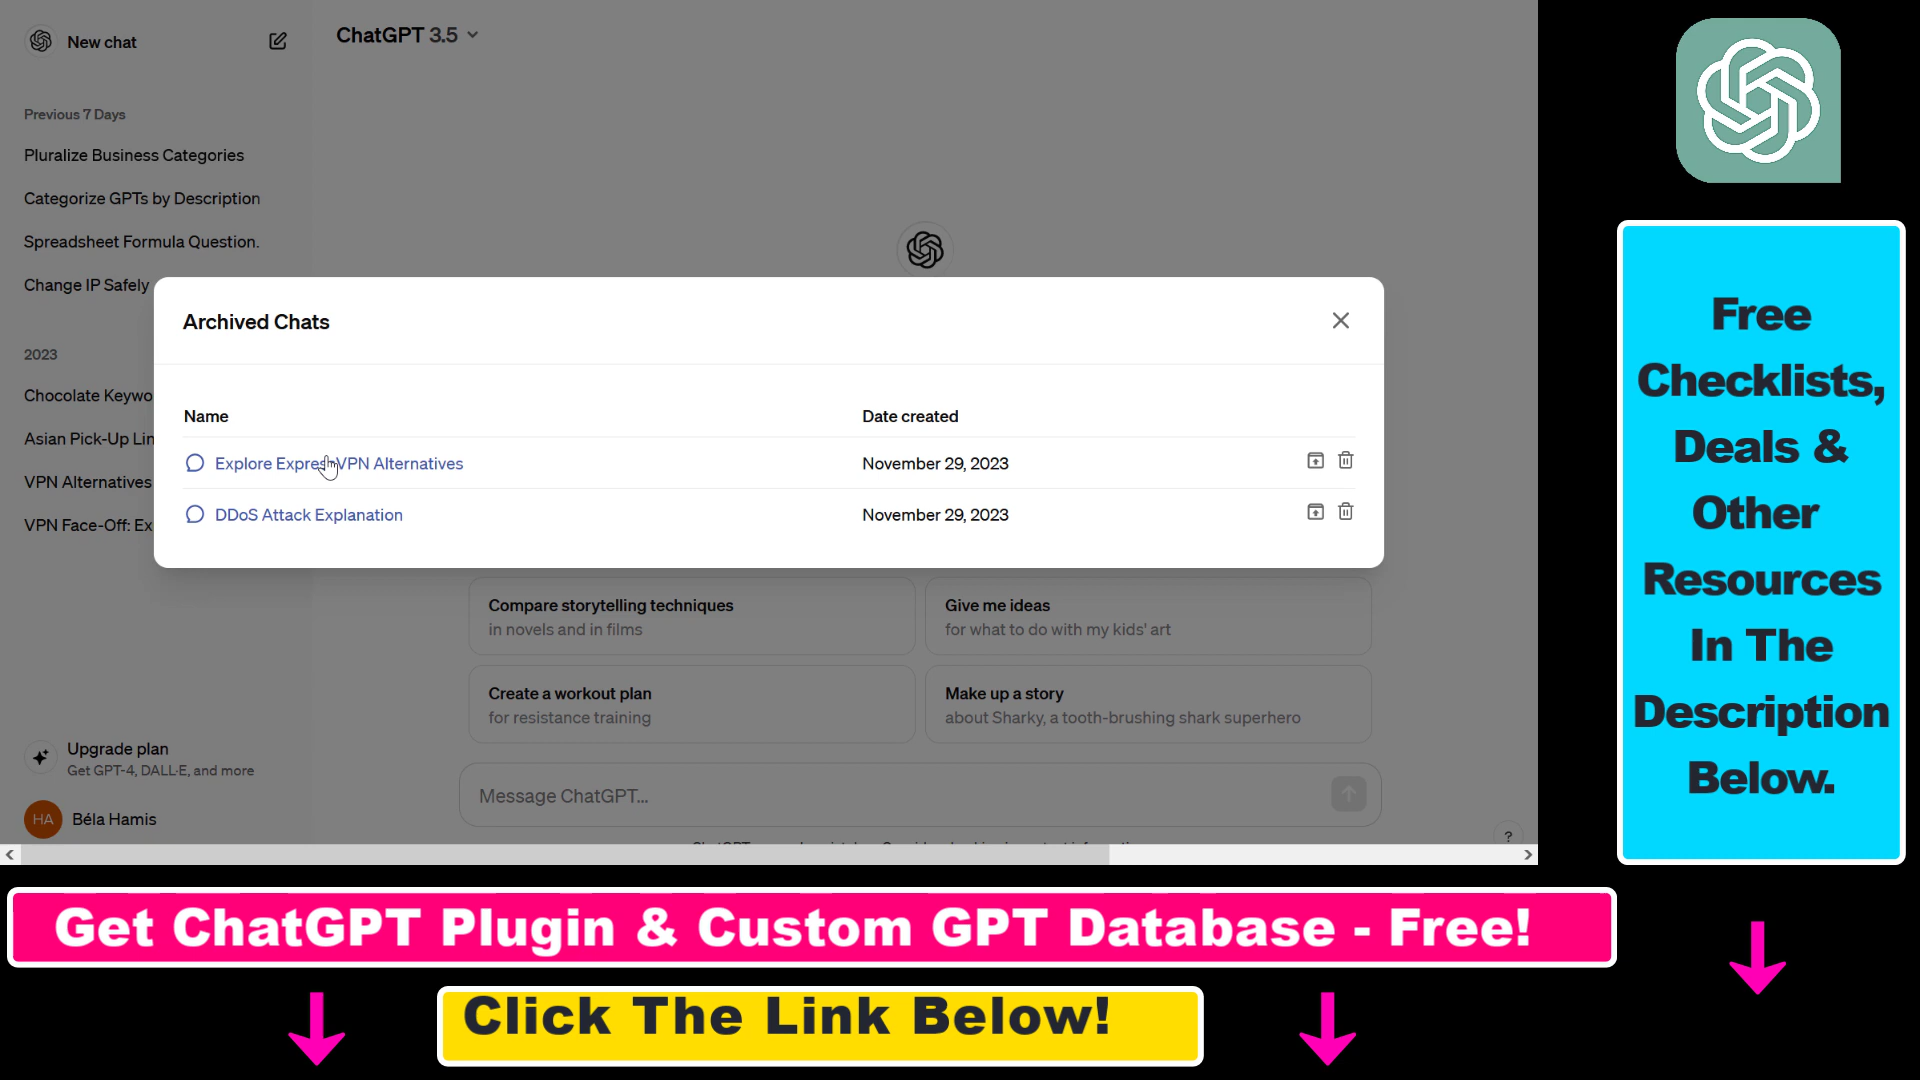 New chat
ChatGPT 3.5
Previous 7 Days
Pluralize Business Categories
Categorize GPTs by Description
Spreadsheet Formula Question.
Change IP Safely
2023
Chocolate Keywo
Asian Pick-Up Lin
VPN Alternatives
VPN Face-Off: Ex
Archived Chats
Name
Date created
Explore ExpressVPN Alternatives
November 29, 2023
DDoS Attack Explanation
November 29, 2023
Compare storytelling techniques
in novels and in films
Give me ideas
for what to do with my kids' art
Create a workout plan
for resistance training
Make up a story
about Sharky, a tooth-brushing shark superhero
Upgrade plan
Get GPT-4, DALL·E, and more
HA
Béla Hamis
Message ChatGPT...
?
Free
Checklists,
Deals &
Other
Resources
In The
Description
Below.
Get ChatGPT Plugin & Custom GPT Database - Free!
Click The Link Below!